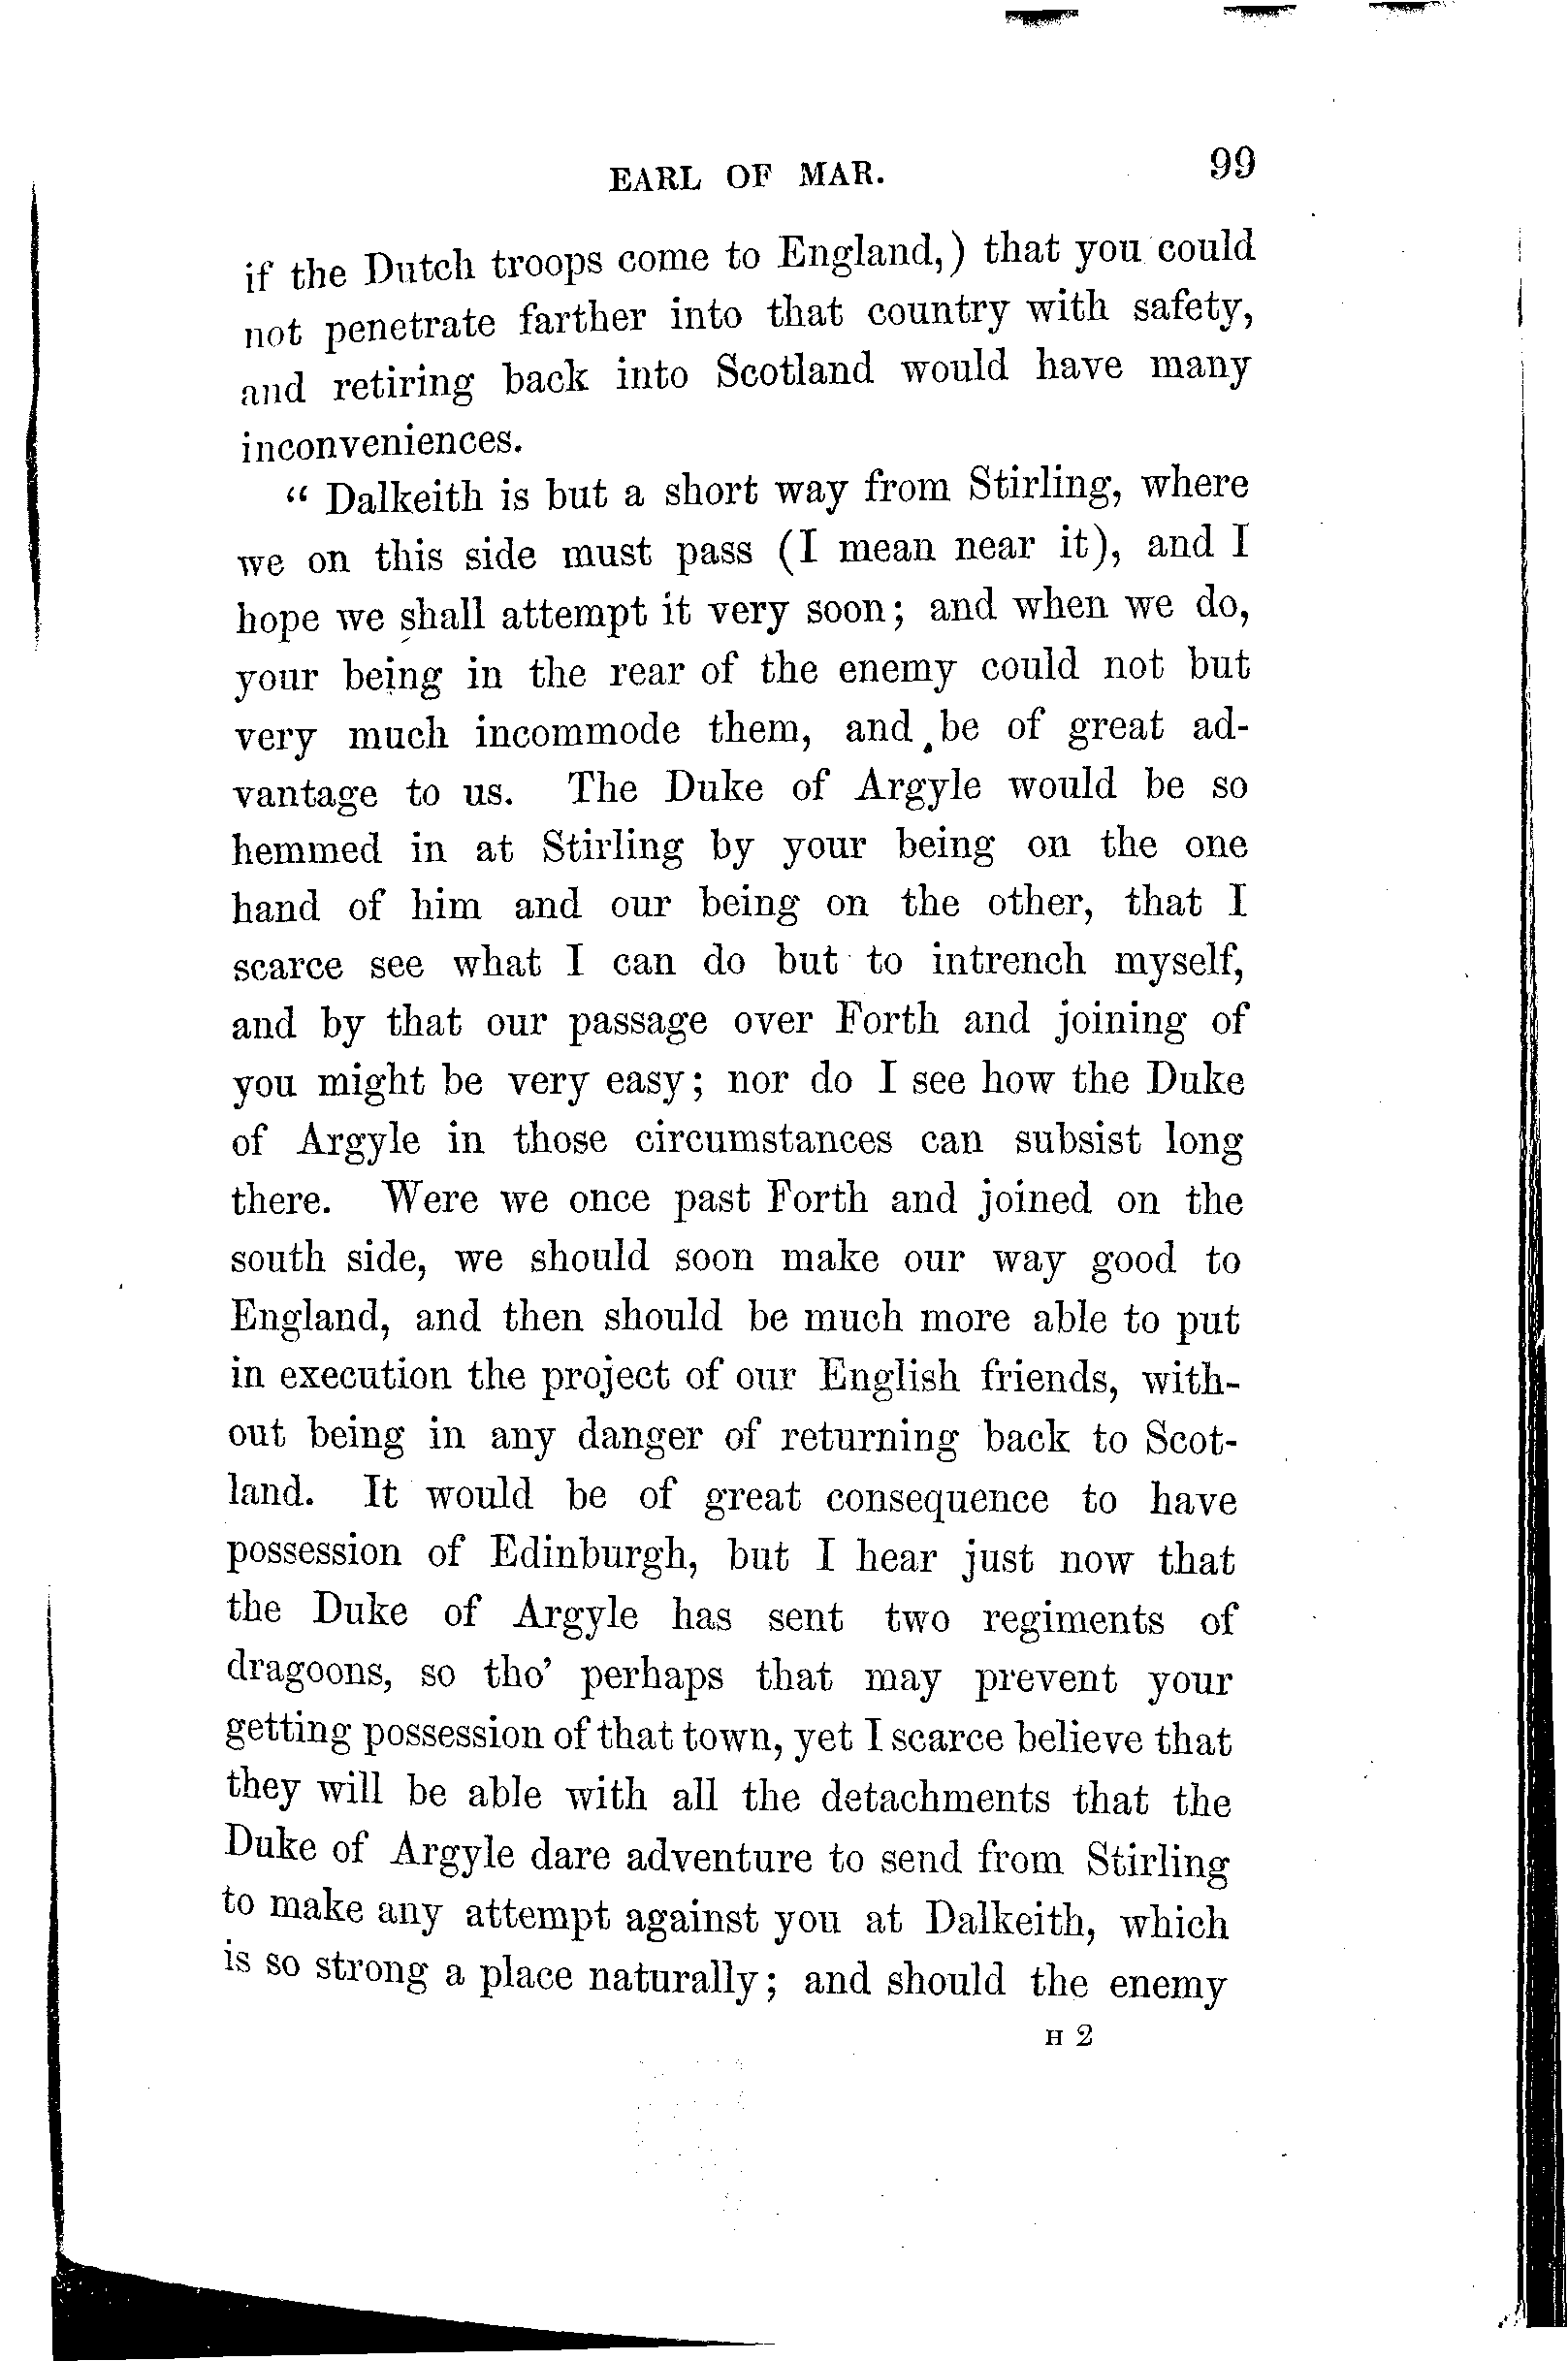 EARL OF MAR. 99
if the Dutch troops come to England,) that you could
not penetrate farther into that country with safety,
and retiring back into Scotland would have many
inconveniences.
“ Dalkeith is but a short way from Stirling, where
we on this side must pass (I mean near it), and I
hope we shall attempt it very soon; and when we do,
your being in the rear of the enemy could not but
very much incommode them, and be of great ad-
vantage to us. The Duke of Argyle would be so
hemmed in at Stirling by your being on the one
hand of him and our being on the other, that I
scarce see what I can do but to intrench myself,
and by that our passage over Forth and joining of
you might be very easy; nor do I see how the Duke
of Argyle in those circumstances can subsist long
there. Were we once past Forth and joined on the
south side, we should soon make our way good to
England, and then should be much more able to put
in execution the project of our English friends, with-
out being in any danger of returning back to Scot-
land. It would be of great consequence to have
possession of Edinburgh, but I hear just now that
the Duke of Argyle has sent two regiments of
dragoons, so tho’ perhaps that may prevent your
getting possession of that town, yet I scarce believe that
they will be able with all the detachments that the
Duke of Argyle dare adventure to send from Stirling
to make any attempt against you at Dalkeith, which
is so strong a place naturally; and should the enemy
H 2